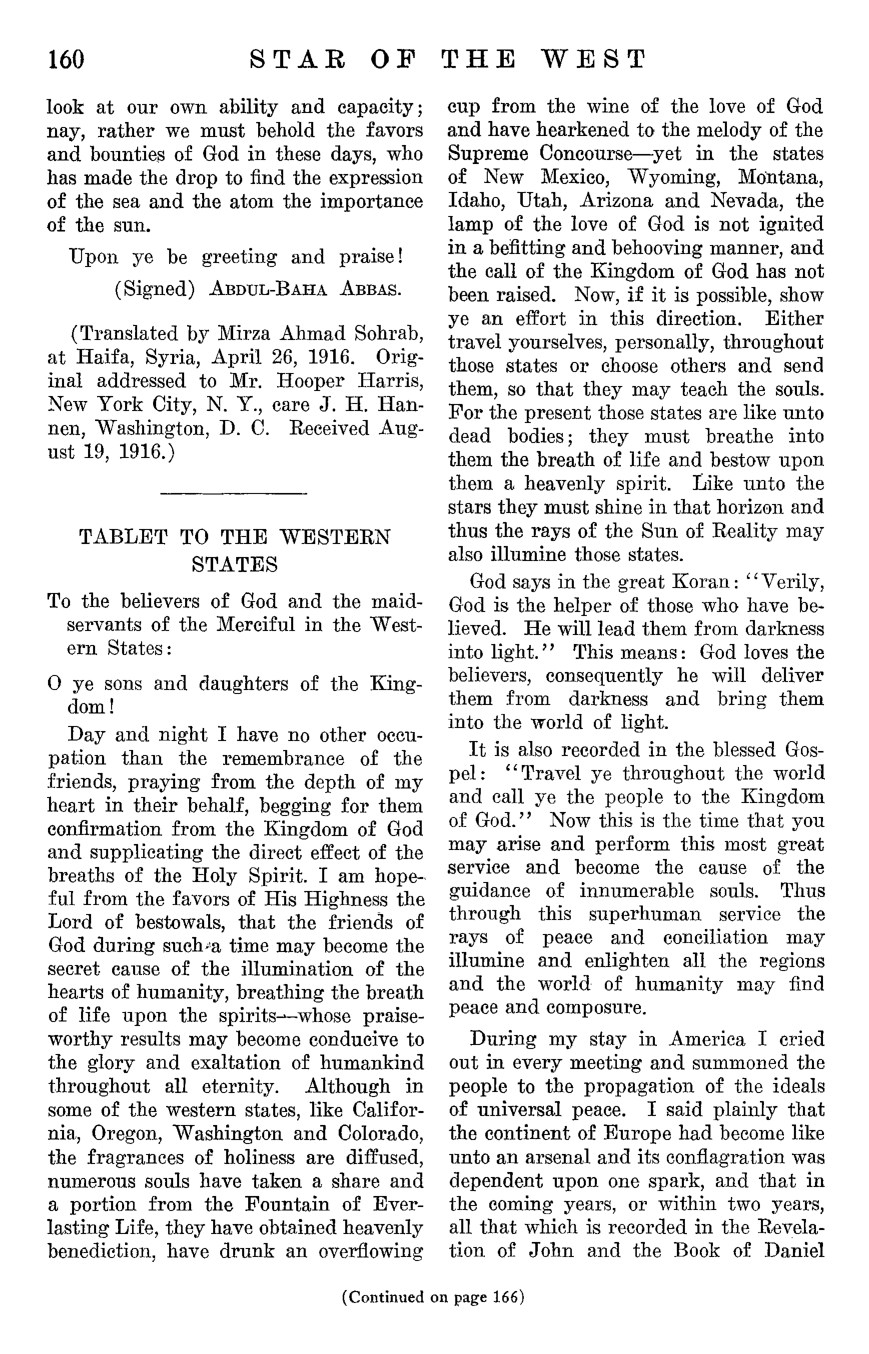 160 STAR OF THE WEST
look at our own ability and capacity;
nay, rather we must behold the favors
and bounties of God in these days, who
has made the drop to find the expression
of the sea and the atom the importance
of the sun.
Upon ye be greeting and praise!
(Signed) ABDUL-BAHA ABBAS.
(Translated by Mirza Ahmad Sohrab,
at Haifa, Syria, April 26, 1916. Orig-
inal addressed to Mr. Hooper Harris,
New York City, N. Y., care J. H. Han-
nen, Washington, D. C. Received Aug-
ust 19, 1916.)
TABLET TO THE WESTERN
STATES
To the believers of God and the maid-
servants of the Merciful in the West-
ern States:
O ye sons and daughters of the King-
dom!
Day and night I have no other occu-
pation than the remembrance of the
friends, praying from the depth of my
heart in their behalf, begging for them
confirmation from the Kingdom of God
and supplicating the direct effect of the
breaths of the Holy Spirit. I am hope-
ful from the favors of His Highness the
Lord of bestowals, that the friends of
God during such a time may become the
secret cause of the illumination of the
hearts of humanity, breathing the breath
of life upon the spirits—whose praise-
worthy results may become conducive to
the glory and exaltation of humankind
throughout all eternity. Although in
some of the western states, like Califor-
nia, Oregon, Washington and Colorado,
the fragrances of holiness are diffused,
numerous souls have taken a share and
a portion from the Fountain of Ever-
lasting Life, they have obtained heavenly
benediction, have drunk an overflowing
cup from the wine of the love of God
and have hearkened to the melody of the
Supreme Concourse—yet in the states
of New Mexico, Wyoming, Montana,
Idaho, Utah, Arizona and Nevada, the
lamp of the love of God is not ignited
in a befitting and behooving manner, and
the call of the Kingdom of God has not
been raised. Now, if it is possible, show
ye an effort in this direction. Either
travel yourselves, personally, throughout
those states or choose others and send
them, so that they may teach the souls.
For the present those states are like unto
dead bodies; they must breathe into
them the breath of life and bestow upon
them a heavenly spirit. Like unto the
stars they must shine in that horizon and
thus the rays of the Sun of Reality may
also illumine those states.
God says in the great Koran: "Verily,
God is the helper of those who have be-
lieved. He will lead them from darkness
into light." This means: God loves the
believers, consequently he will deliver
them from darkness and bring them
into the world of light.
It is also recorded in the blessed Gos-
pel: "Travel ye throughout the world
and call ye the people to the Kingdom
of God." Now this is the time that you
may arise and perform this most great
service and become the cause of the
guidance of innumerable souls. Thus
through this superhuman service the
rays of peace and conciliation may
illumine and enlighten all the regions
and the world of humanity may find
peace and composure.
During my stay in America I cried
out in every meeting and summoned the
people to the propagation of the ideals
of universal peace. I said plainly that
the continent of Europe had become like
unto an arsenal and its conflagration was
dependent upon one spark, and that in
the coming years, or within two years,
all that which is recorded in the Revela-
tion of John and the Book of Daniel
(Continued on page 166)